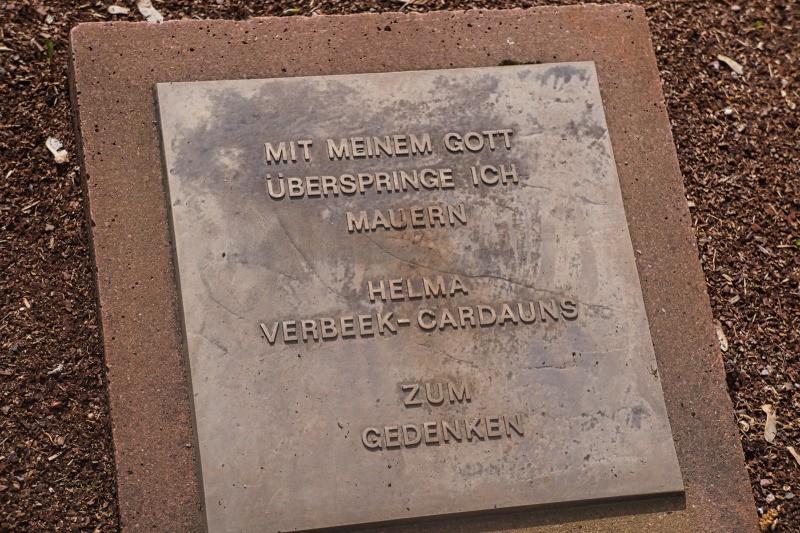 MIT MEINEM GOTT
ÜBERSPRINGE ICH
MAUERN
HELMA
VERBEEK-CARDAUNS
ZUM
GEDENKEN